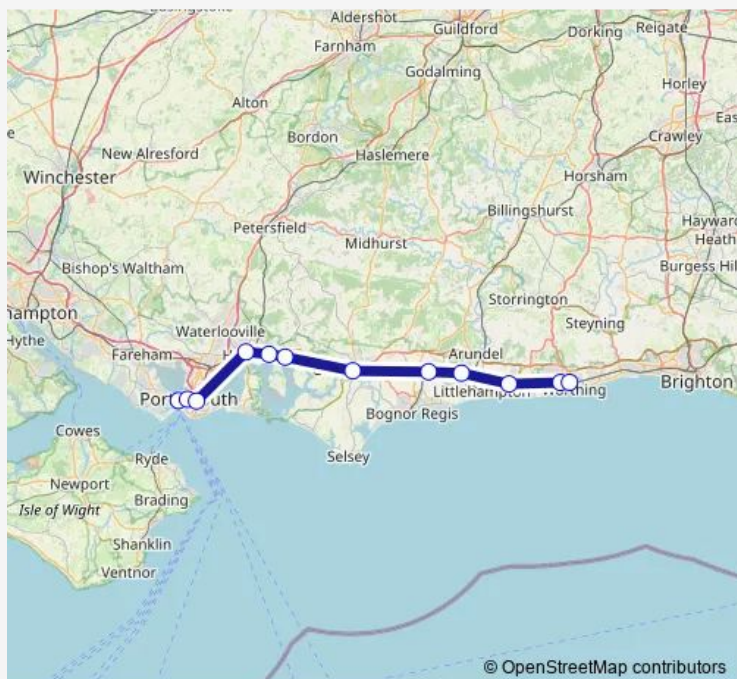 Aldershot
Guildford
Dorking
Reigate
Farnham
Godalming
Horley
Alton
Bordon
Crawley
New Alresford
Haslemere
Winchester
Horsham
Billingshurst
Petersfield
Midhurst
Bishop's Waltham
Burgess Hil
Storrington
Hythe
Waterlooville
Steyning
Fareham
Arundel
Brighton
Littlehampton
Worthing
Bognor Regis
Cowes
Ryde
Selsey
Newport
Brading
Isle of Wight
Shanklin
Ventnor
© OpenStreetMap contributors